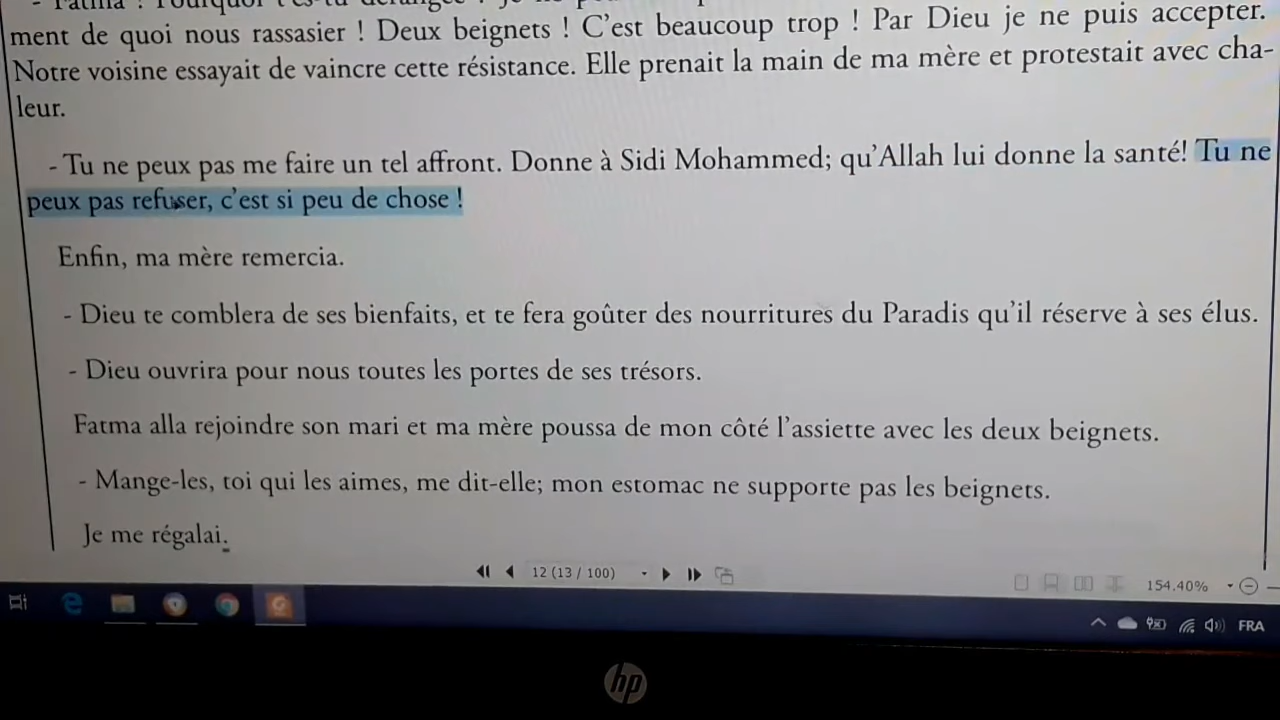 ment de quoi nous rassasier ! Deux beignets ! C'est beaucoup trop ! Par Dieu je ne puis accepter.
Notre voisine essayait de vaincre cette résistance. Elle prenait la main de ma mère et protestait avec cha-
leur.
- Tu ne peux pas me faire un tel affront. Donne à Sidi Mohammed; qu'Allah lui donne la santé! Tu ne
peux pas refuser, c'est si peu de chose !
Enfin, ma mère remercia.
- Dieu te comblera de ses bienfaits, et te fera goûter des nourritures du Paradis qu'il réserve à ses élus.
- Dieu ouvrira pour nous toutes les portes de ses trésors.
Fatma alla rejoindre son mari et ma mère poussa de mon côté l'assiette avec les deux beignets.
- Mange-les, toi qui les aimes, me dit-elle; mon estomac ne supporte pas les beignets.
Je me régalai.
12 (13 / 100)
154.40%
FRA
hp